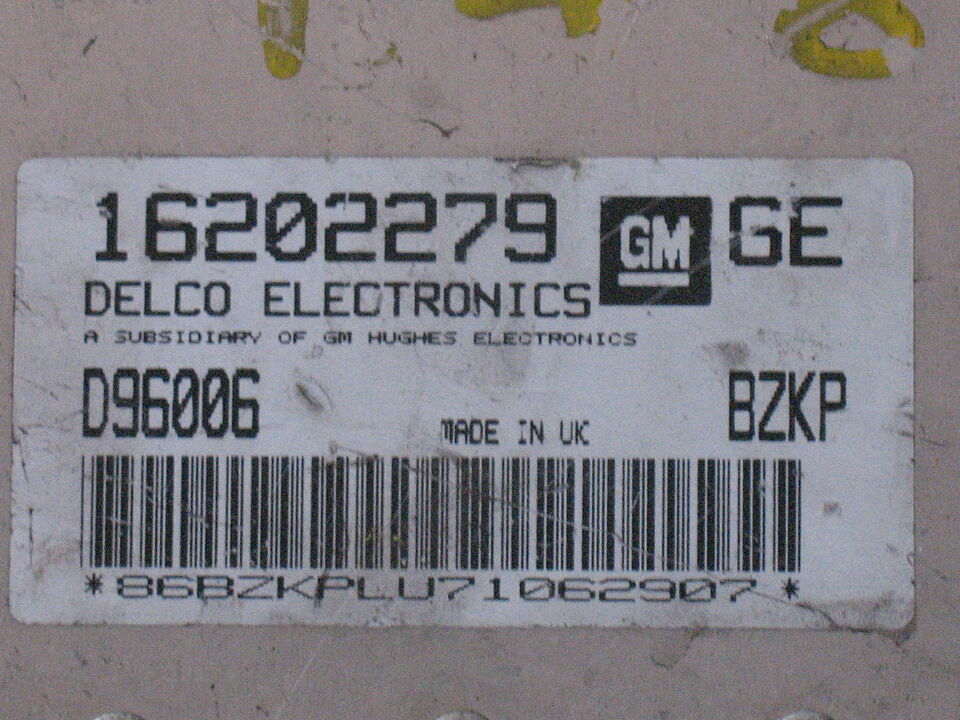 16202279 GM GE
DELCO ELECTRONICS
A SUBSIDIARY OF GM HUGHES ELECTRONICS
D96006 MADE IN UK BZKP
*86BZKPLU71062907*